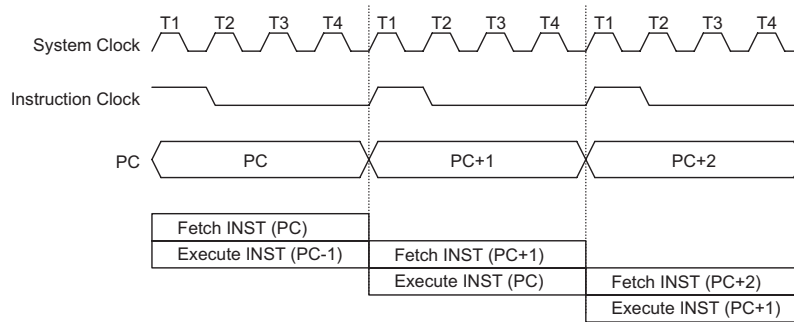 T1 T2 T3 T4 T1 T2 T3 T4 T1 T2 T3 T4
System Clock
Instruction Clock
PC PC PC+1 PC+2
Fetch INST (PC)
Execute INST (PC-1) Fetch INST (PC+1)
Execute INST (PC) Fetch INST (PC+2)
Execute INST (PC+1)